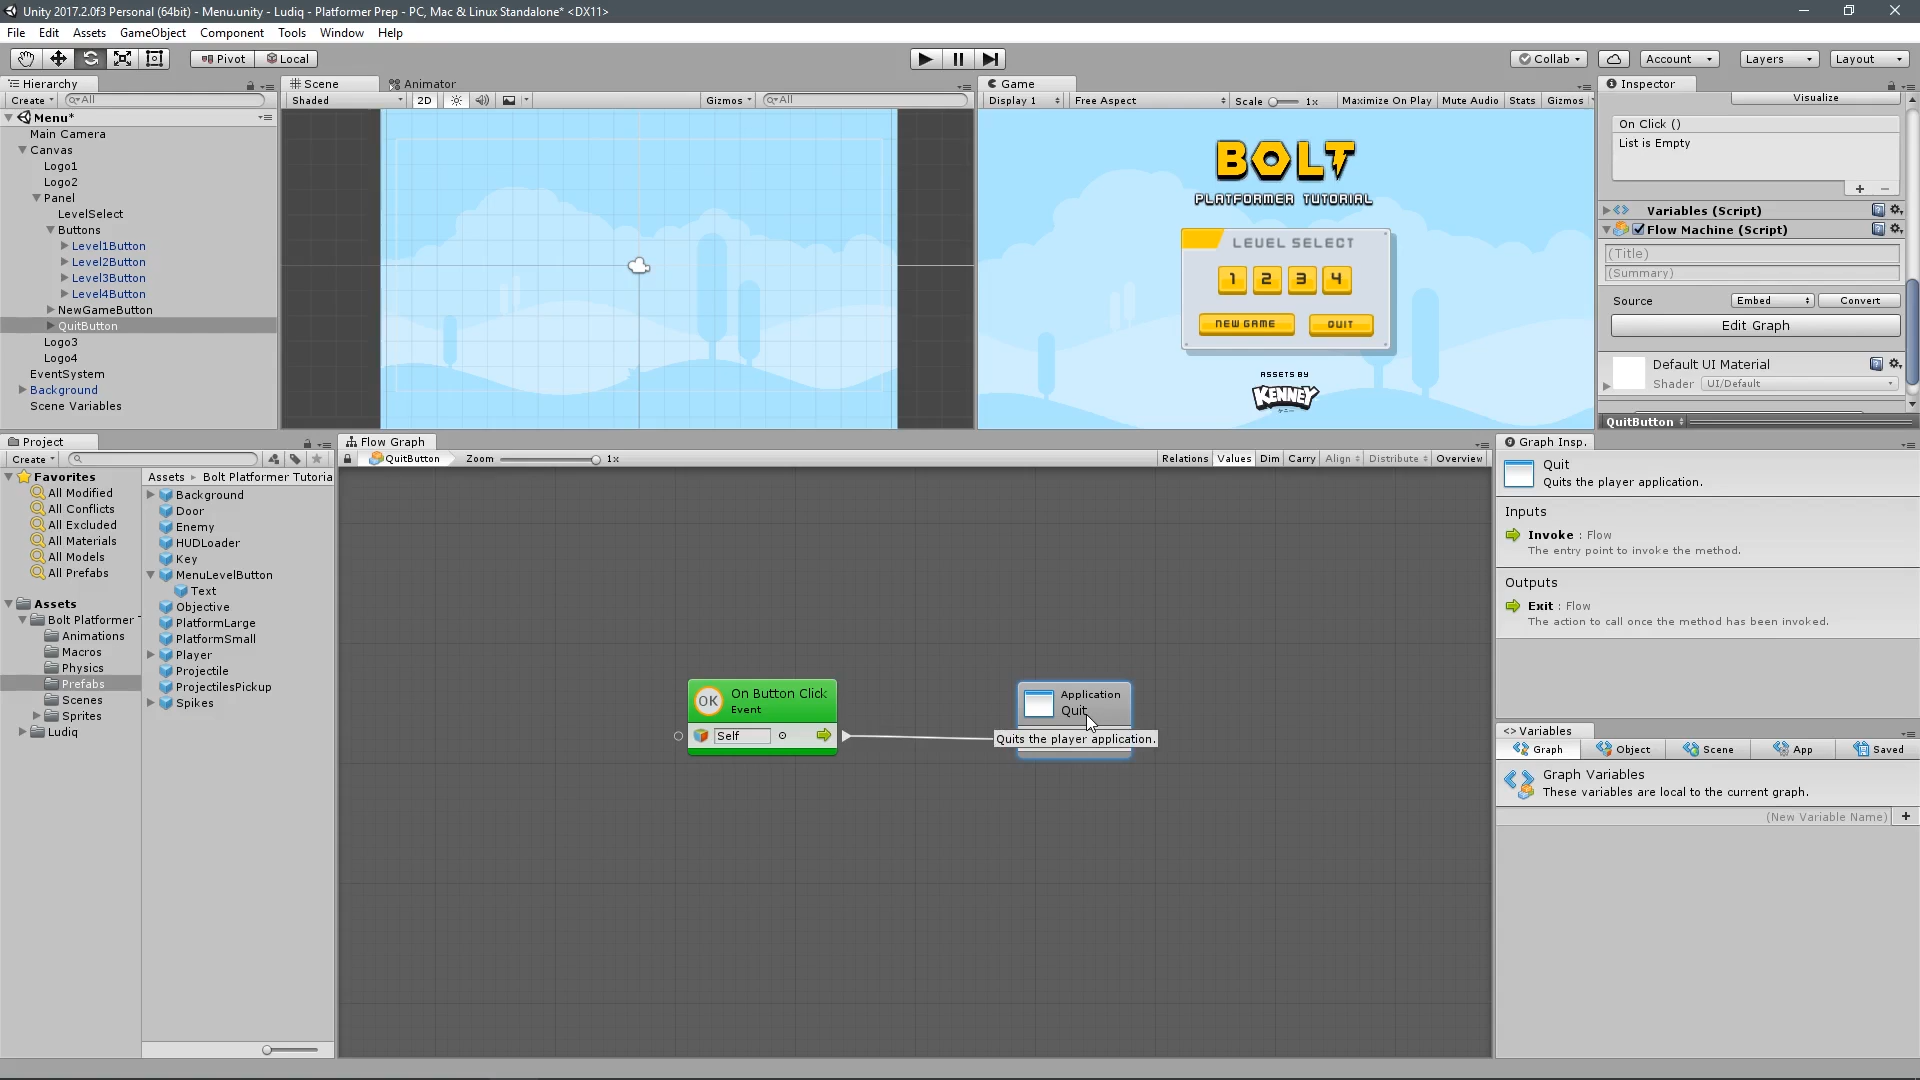 Unity 2017.2.0f3 Personal (64bit) - Menu.unity - Ludiq - Platformer Prep - PC, Mac & Linux Standalone* <DX11>
File Edit Assets GameObject Component Tools Window Help
Pivot Local Collab Account Layers Layout
Hierarchy
Create All
Menu*
Main Camera
Canvas
Logo1
Logo2
Panel
LevelSelect
Buttons
Level1Button
Level2Button
Level3Button
Level4Button
NewGameButton
QuitButton
Logo3
Logo4
EventSystem
Background
Scene Variables
Scene Animator
Shaded 2D Gizmos All
Game
Display 1 Free Aspect Scale 1x Maximize On Play Mute Audio Stats Gizmos
BOLT
PLATFORMER TUTORIAL
LEVEL SELECT
1 2 3 4
NEW GAME QUIT
ASSETS BY
KENNEY
Inspector
Visualize
On Click ()
List is Empty
Variables (Script)
Flow Machine (Script)
(Title)
(Summary)
Source Embed Convert
Edit Graph
Default UI Material
Shader UI/Default
QuitButton
Project
Create
Favorites
All Modified
All Conflicts
All Excluded
All Materials
All Models
All Prefabs
Assets
Bolt Platformer T
Animations
Macros
Physics
Prefabs
Scenes
Sprites
Ludiq
Assets Bolt Platformer Tutoria
Background
Door
Enemy
HUDLoader
Key
MenuLevelButton
Text
Objective
PlatformLarge
PlatformSmall
Player
Projectile
ProjectilesPickup
Spikes
Flow Graph
QuitButton Zoom 1x Relations Values Dim Carry Align Distribute Overview
OK On Button Click
Event
Self
Application
Quit
Quits the player application.
Graph Insp.
Quit
Quits the player application.
Inputs
Invoke : Flow
The entry point to invoke the method.
Outputs
Exit : Flow
The action to call once the method has been invoked.
<> Variables
Graph Object Scene App Saved
Graph Variables
These variables are local to the current graph.
(New Variable Name)